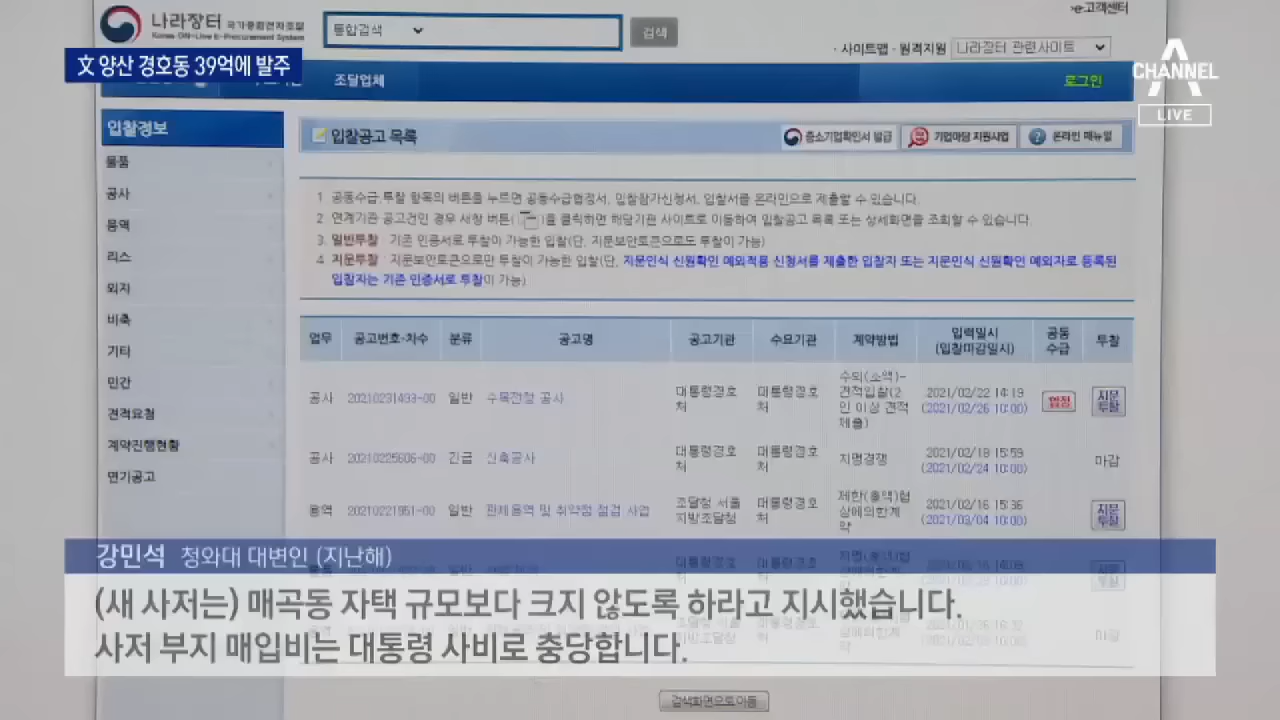 나라장터 국가종합전자조달
Korea ON-Line E-Procurement System
통합검색
검색
e-고객센터
· 사이트맵 · 원격지원
나라장터 관련사이트
文 양산 경호동 39억에 발주
조달업체
로그인
CHANNEL A
LIVE
입찰정보
물품
공사
용역
리스
외자
비축
기타
민간
견적요청
계약진행현황
면기공고
입찰공고 목록
중소기업확인서 발급
기업마당 지원사업
온라인 매뉴얼
1. 공동수급·투찰 항목의 버튼을 누르면 공동수급협정서, 입찰참가신청서, 입찰서를 온라인으로 제출할 수 있습니다.
2. 연계기관 공고건인 경우 새창 버튼( )을 클릭하면 해당기관 사이트로 이동하여 입찰공고 목록 또는 상세화면을 조회할 수 있습니다.
3. 일반투찰 기존 인증서로 투찰이 가능한 입찰(단, 지문보안토큰으로도 투찰이 가능)
4. 지문투찰 지문보안토큰으로만 투찰이 가능한 입찰(단, 지문인식 신원확인 예외적용 신청서를 제출한 입찰자 또는 지문인식 신원확인 예외자로 등록된
입찰자는 기존 인증서로 투찰이 가능)
업무 공고번호-차수 분류 공고명 공고기관 수요기관 계약방법 입력일시 (입찰마감일시) 공동수급 투찰
공사 20210231493-00 일반 수목전정 공사 대통령경호처 대통령경호처 수의(소액)-견적입찰(2인 이상 견적제출) 2021/02/22 14:19 (2021/02/26 10:00) 협정 지문투찰
공사 20210225606-00 긴급 신축공사 대통령경호처 대통령경호처 지명경쟁 2021/02/19 15:59 (2021/02/24 10:00) 마감
용역 20210221951-00 일반 관제용역 및 취약점 점검 사업 조달청 서울지방조달청 대통령경호처 제한(총액)협상에의한계약 2021/02/16 15:36 (2021/03/04 10:00) 지문투찰
강민석 청와대 대변인 (지난해)
(새 사저는) 매곡동 자택 규모보다 크지 않도록 하라고 지시했습니다.
사저 부지 매입비는 대통령 사비로 충당합니다.
검색화면으로 이동